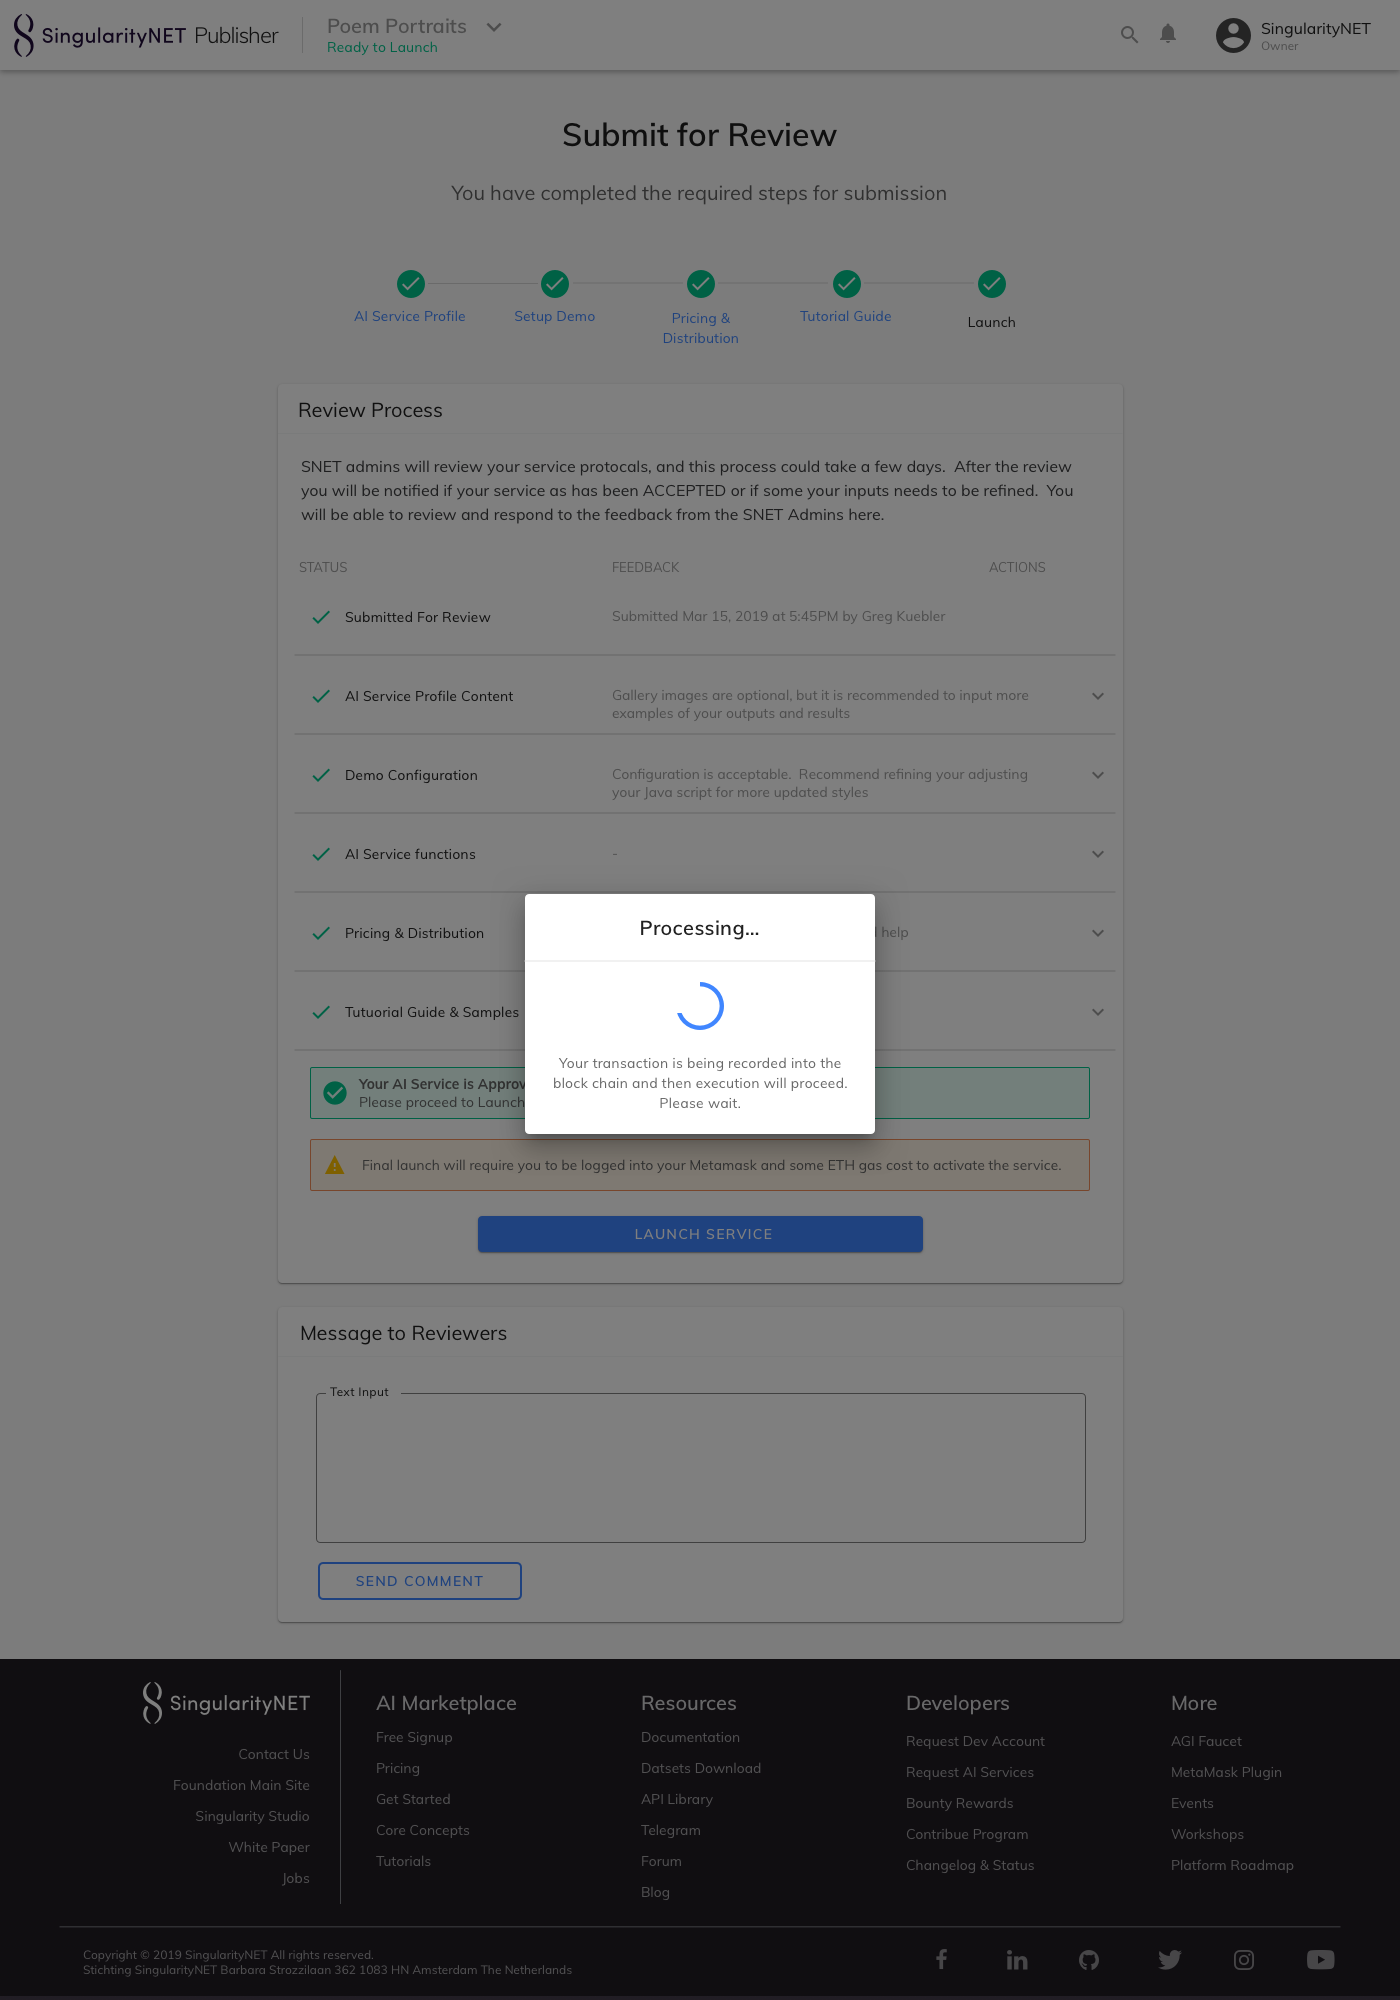 SingularityNET Publisher
Poem Portraits
Ready to Launch
SingularityNET
Owner
Submit for Review
You have completed the required steps for submission
AI Service Profile
Setup Demo
Pricing &
Distribution
Tutorial Guide
Launch
Review Process
SNET admins will review your service protocals, and this process could take a few days.  After the review
you will be notified if your service as has been ACCEPTED or if some your inputs needs to be refined.  You
will be able to review and respond to the feedback from the SNET Admins here.
STATUS FEEDBACK ACTIONS
Submitted For Review Submitted Mar 15, 2019 at 5:45PM by Greg Kuebler
AI Service Profile Content Gallery images are optional, but it is recommended to input more
examples of your outputs and results
Demo Configuration Configuration is acceptable.  Recommend refining your adjusting
your Java script for more updated styles
AI Service functions -
Pricing & Distribution help
Tutuorial Guide & Samples
Your AI Service is Approv
Please proceed to Launch
Processing...
Your transaction is being recorded into the
block chain and then execution will proceed.
Please wait.
Final launch will require you to be logged into your Metamask and some ETH gas cost to activate the service.
LAUNCH SERVICE
Message to Reviewers
Text Input
SEND COMMENT
SingularityNET
Contact Us
Foundation Main Site
Singularity Studio
White Paper
Jobs
AI Marketplace
Free Signup
Pricing
Get Started
Core Concepts
Tutorials
Resources
Documentation
Datsets Download
API Library
Telegram
Forum
Blog
Developers
Request Dev Account
Request AI Services
Bounty Rewards
Contribue Program
Changelog & Status
More
AGI Faucet
MetaMask Plugin
Events
Workshops
Platform Roadmap
Copyright © 2019 SingularityNET All rights reserved.
Stichting SingularityNET Barbara Strozzilaan 362 1083 HN Amsterdam The Netherlands